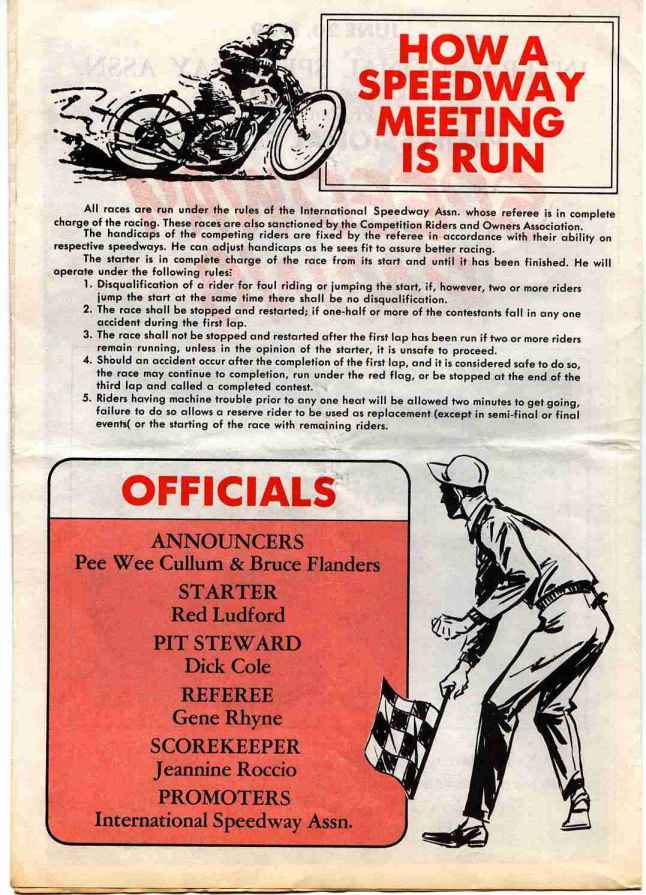 HOW A
SPEEDWAY
MEETING
IS RUN
All races are run under the rules of the International Speedway Assn. whose referee is in complete
charge of the racing. These races are also sanctioned by the Competition Riders and Owners Association.
The handicaps of the competing riders are fixed by the referee in accordance with their ability on
respective speedways. He can adjust handicaps as he sees fit to assure better racing.
The starter is in complete charge of the race from its start and until it has been finished. He will
operate under the following rules:
1. Disqualification of a rider for foul riding or jumping the start, if, however, two or more riders
jump the start at the same time there shall be no disqualification.
2. The race shall be stopped and restarted; if one-half or more of the contestants fall in any one
accident during the first lap.
3. The race shall not be stopped and restarted after the first lap has been run if two or more riders
remain running, unless in the opinion of the starter, it is unsafe to proceed.
4. Should an accident occur after the completion of the first lap, and it is considered safe to do so,
the race may continue to completion, run under the red flag, or be stopped at the end of the
third lap and called a completed contest.
5. Riders having machine trouble prior to any one heat will be allowed two minutes to get going,
failure to do so allows a reserve rider to be used as replacement (except in semi-final or final
events( or the starting of the race with remaining riders.
OFFICIALS
ANNOUNCERS
Pee Wee Cullum & Bruce Flanders
STARTER
Red Ludford
PIT STEWARD
Dick Cole
REFEREE
Gene Rhyne
SCOREKEEPER
Jeannine Roccio
PROMOTERS
International Speedway Assn.